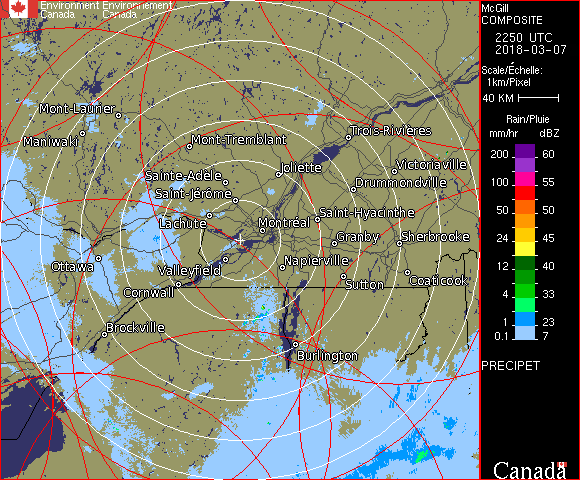 Environment Environnement
Canada Canada
McGill
COMPOSITE
2250 UTC
2018-03-07
Scale/Échelle:
1km/Pixel
40 KM
Rain/Pluie
mm/hr dBZ
200 60
100 55
50 50
24 45
12 40
4 33
1 23
0.1 7
PRECIPET
Canada
Mont-Laurier
Maniwaki
Mont-Tremblant
Trois-Rivières
Joliette
Victoriaville
Sainte-Adèle
Drummondville
Saint-Jérôme
Saint-Hyacinthe
Lachute
Montréal
Granby
Sherbrooke
Ottawa
Valleyfield
Napierville
Coaticook
Sutton
Cornwall
Brockville
Burlington